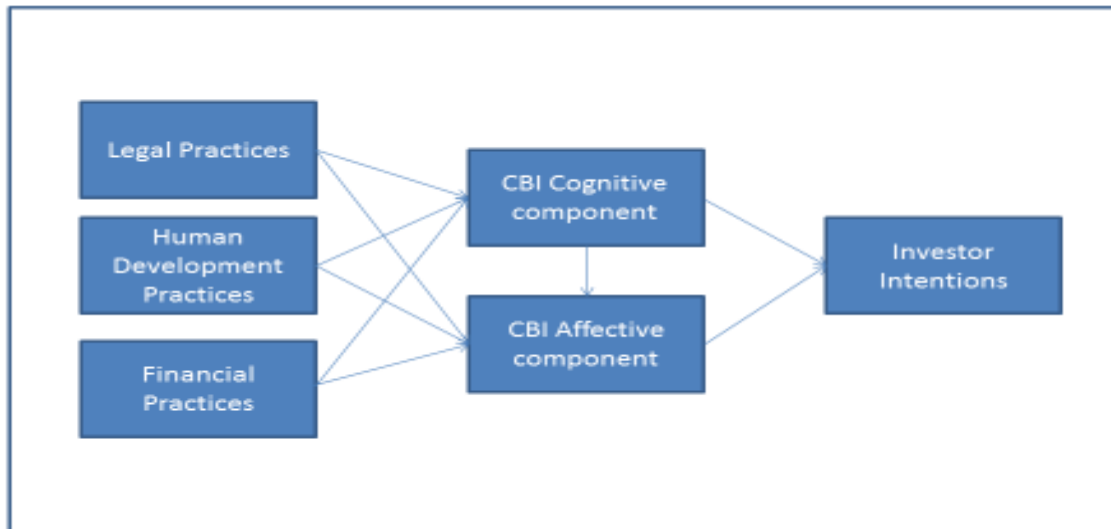 Legal Practices
Human
Development
Practices
Financial
Practices
CBI Cognitive
component
CBI Affective
component
Investor
Intentions